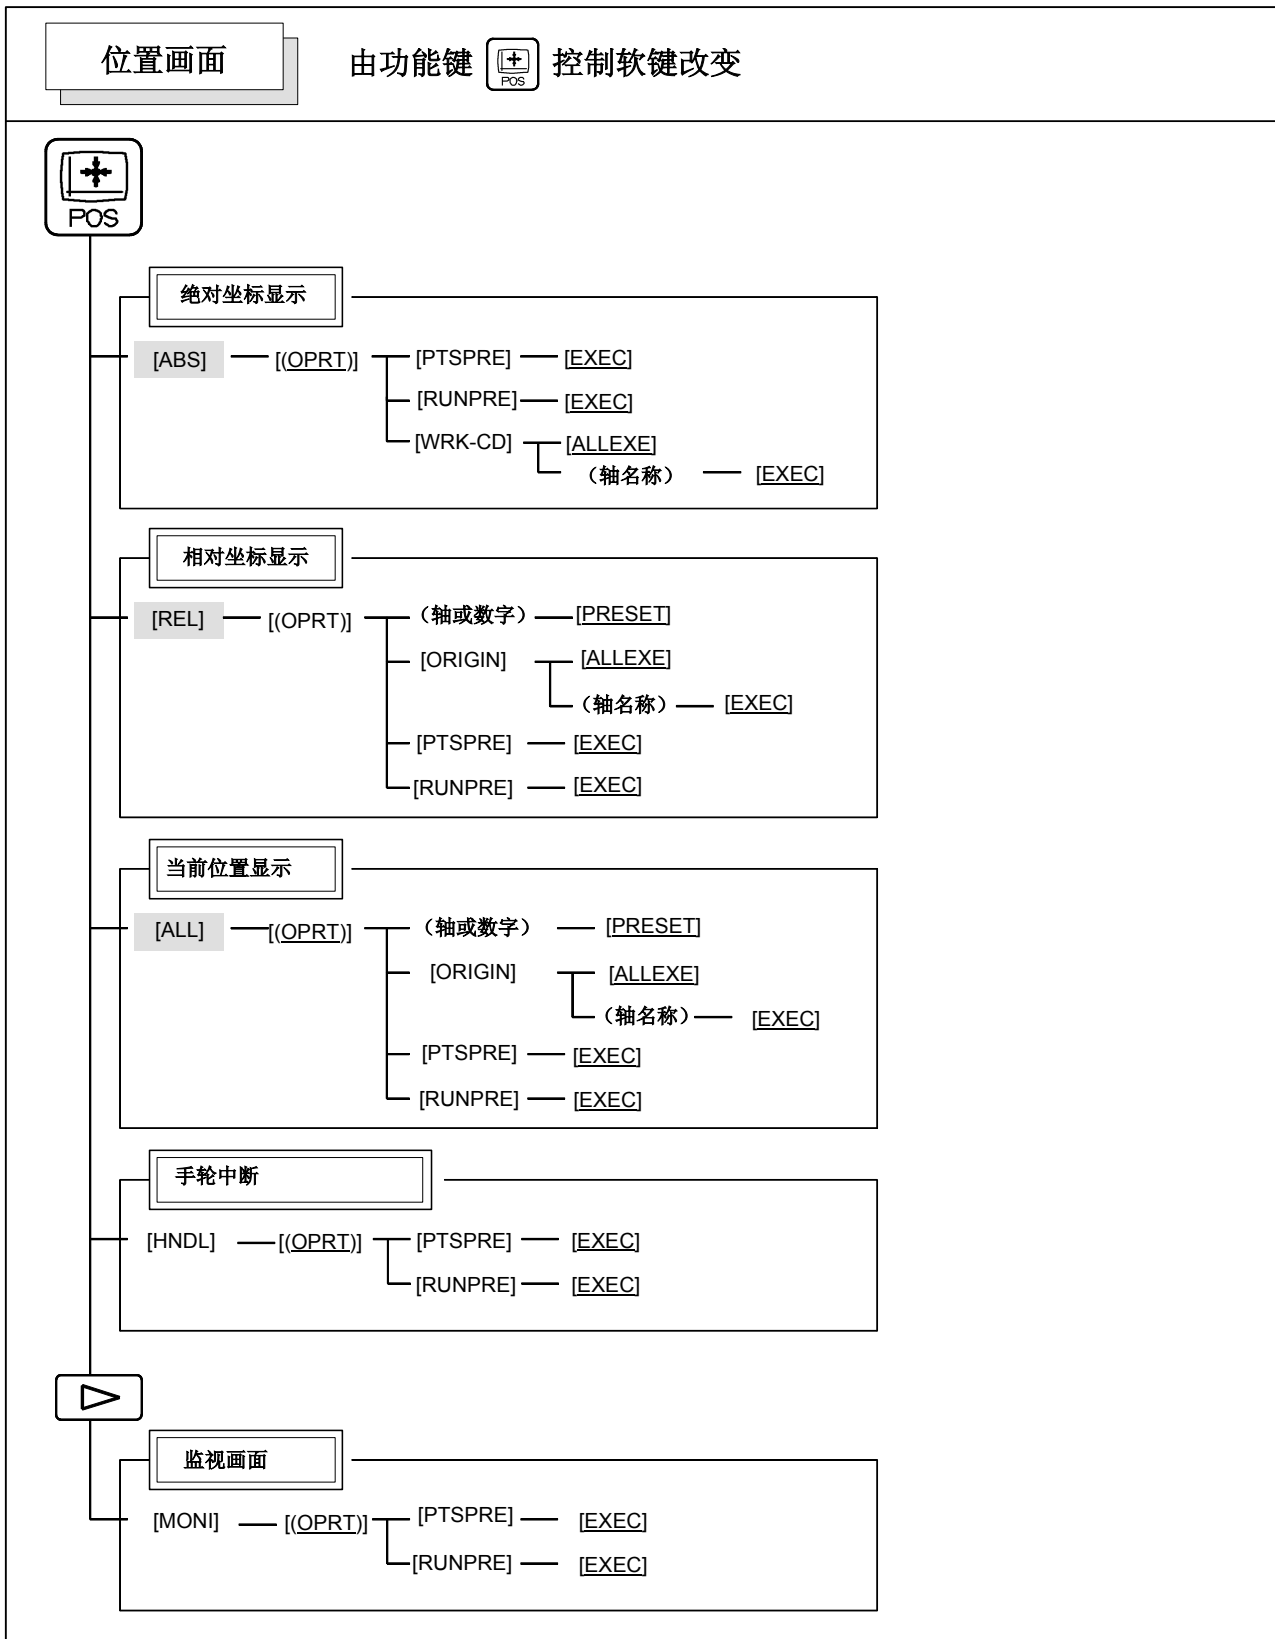 位置画面 由功能键 POS 控制软键改变
POS
绝对坐标显示
[ABS] [(OPRT)] [PTSPRE] [EXEC]
[RUNPRE] [EXEC]
[WRK-CD] [ALLEXE]
（轴名称） [EXEC]
相对坐标显示
[REL] [(OPRT)] （轴或数字） [PRESET]
[ORIGIN] [ALLEXE]
（轴名称） [EXEC]
[PTSPRE] [EXEC]
[RUNPRE] [EXEC]
当前位置显示
[ALL] [(OPRT)] （轴或数字） [PRESET]
[ORIGIN] [ALLEXE]
（轴名称） [EXEC]
[PTSPRE] [EXEC]
[RUNPRE] [EXEC]
手轮中断
[HNDL] [(OPRT)] [PTSPRE] [EXEC]
[RUNPRE] [EXEC]
监视画面
[MONI] [(OPRT)] [PTSPRE] [EXEC]
[RUNPRE] [EXEC]